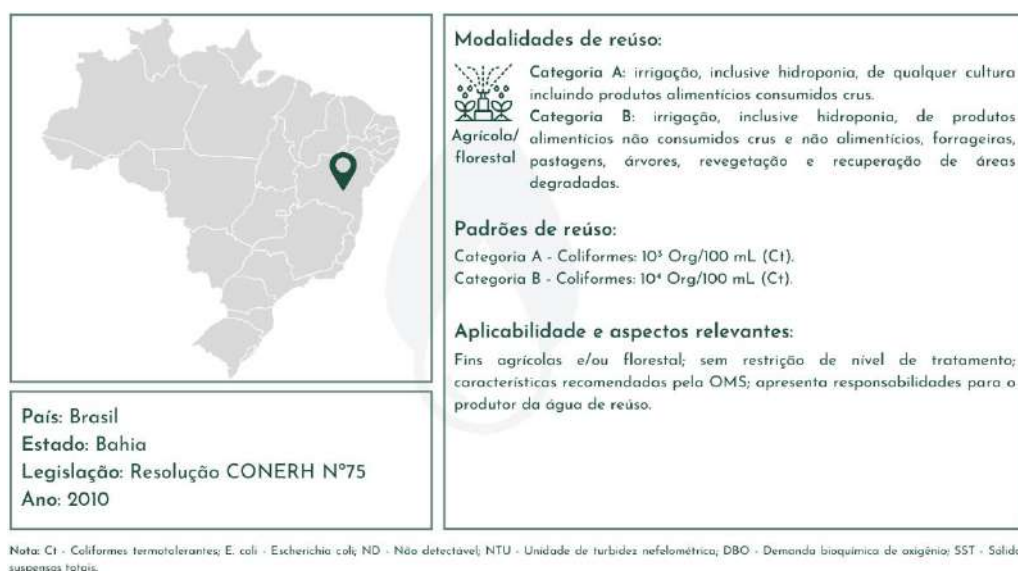 Modalidades de reúso:
Categoria A: irrigação, inclusive hidroponia, de qualquer cultura
incluindo produtos alimentícios consumidos crus.
Categoria B: irrigação, inclusive hidroponia, de produtos
alimentícios não consumidos crus e não alimentícios, forrageiras,
pastagens, árvores, revegetação e recuperação de áreas
degradadas.
Agrícola/
florestal
Padrões de reúso:
Categoria A - Coliformes: 10³ Org/100 mL (Ct).
Categoria B - Coliformes: 10⁴ Org/100 mL (Ct).
Aplicabilidade e aspectos relevantes:
Fins agrícolas e/ou florestal; sem restrição de nível de tratamento;
características recomendadas pela OMS; apresenta responsabilidades para o
produtor da água de reúso.
País: Brasil
Estado: Bahia
Legislação: Resolução CONERH N°75
Ano: 2010
Nota: Ct - Coliformes termotolerantes; E. coli - Escherichia coli; ND - Não detectável; NTU - Unidade de turbidez nefelométrica; DBO - Demanda bioquímica de oxigênio; SST - Sólido
suspensos totais.